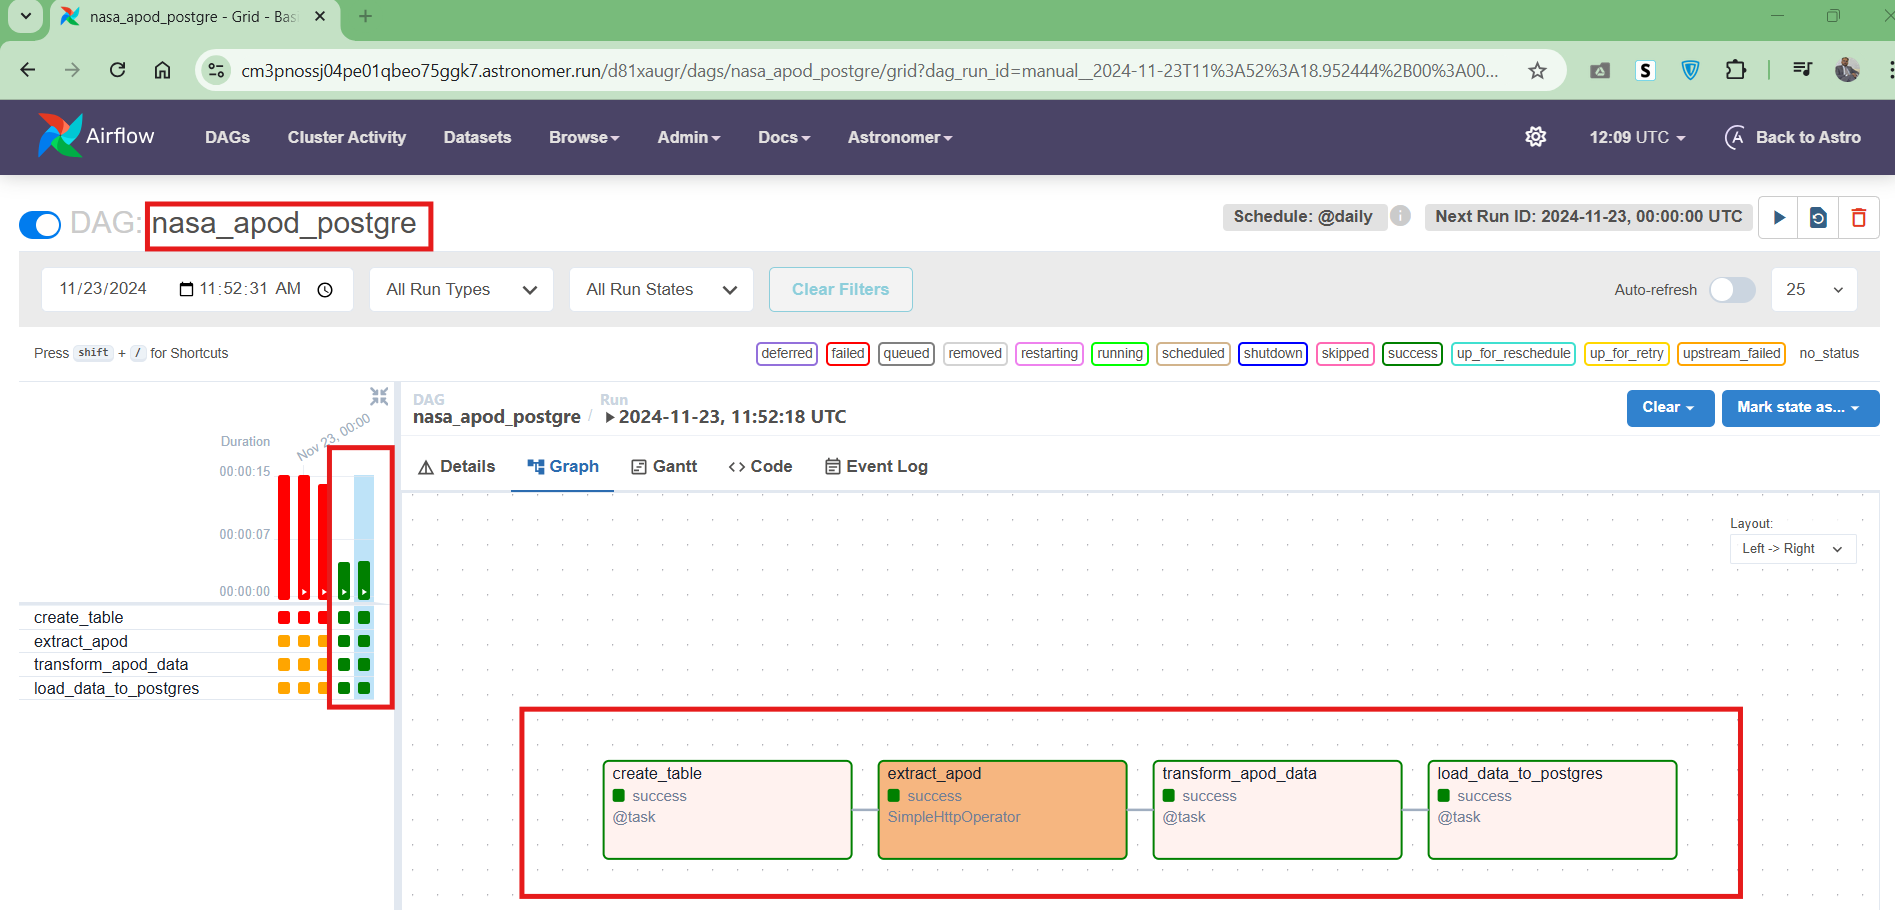 nasa_apod_postgre - Grid - Bas
cm3pnossj04pe01qbeo75ggk7.astronomer.run/d81xaugr/dags/nasa_apod_postgre/grid?dag_run_id=manual__2024-11-23T11%3A52%3A18.952444%2B00%3A00...
Airflow DAGs Cluster Activity Datasets Browse Admin Docs Astronomer 12:09 UTC Back to Astro
DAG: nasa_apod_postgre Schedule: @daily Next Run ID: 2024-11-23, 00:00:00 UTC
11/23/2024 11:52:31 AM All Run Types All Run States Clear Filters Auto-refresh 25
Press shift + / for Shortcuts deferred failed queued removed restarting running scheduled shutdown skipped success up_for_reschedule up_for_retry upstream_failed no_status
DAG Run
nasa_apod_postgre / 2024-11-23, 11:52:18 UTC Clear Mark state as...
Nov 23, 00:00
Duration
00:00:15
00:00:07
00:00:00
create_table
extract_apod
transform_apod_data
load_data_to_postgres
Details Graph Gantt Code Event Log
Layout:
Left -> Right
create_table
success
@task
extract_apod
success
SimpleHttpOperator
transform_apod_data
success
@task
load_data_to_postgres
success
@task